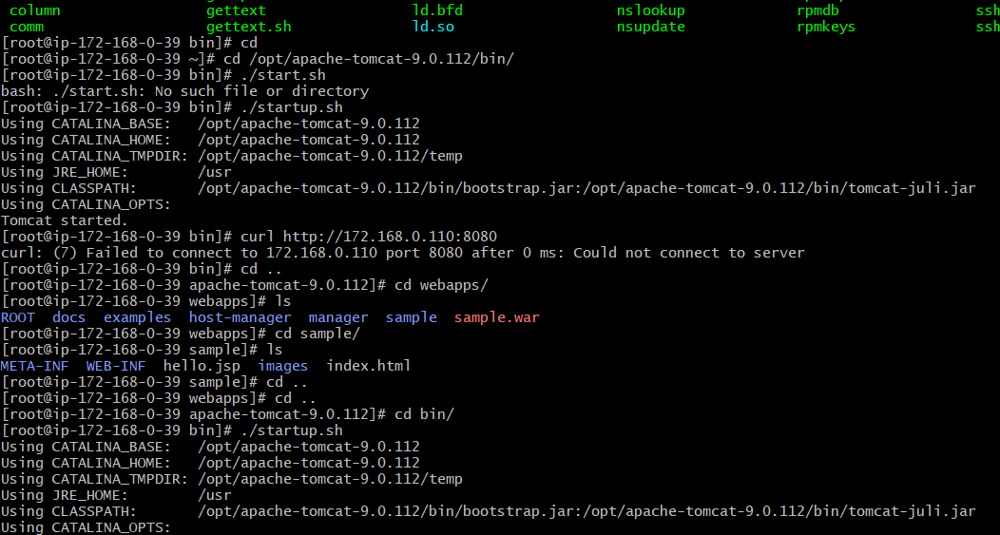 column gettext ld.bfd nslookup rpmdb ssh
comm gettext.sh ld.so nsupdate rpmkeys ssh
[root@ip-172-168-0-39 bin]# cd
[root@ip-172-168-0-39 ~]# cd /opt/apache-tomcat-9.0.112/bin/
[root@ip-172-168-0-39 bin]# ./start.sh
bash: ./start.sh: No such file or directory
[root@ip-172-168-0-39 bin]# ./startup.sh
Using CATALINA_BASE: /opt/apache-tomcat-9.0.112
Using CATALINA_HOME: /opt/apache-tomcat-9.0.112
Using CATALINA_TMPDIR: /opt/apache-tomcat-9.0.112/temp
Using JRE_HOME: /usr
Using CLASSPATH: /opt/apache-tomcat-9.0.112/bin/bootstrap.jar:/opt/apache-tomcat-9.0.112/bin/tomcat-juli.jar
Using CATALINA_OPTS:
Tomcat started.
[root@ip-172-168-0-39 bin]# curl http://172.168.0.110:8080
curl: (7) Failed to connect to 172.168.0.110 port 8080 after 0 ms: Could not connect to server
[root@ip-172-168-0-39 bin]# cd ..
[root@ip-172-168-0-39 apache-tomcat-9.0.112]# cd webapps/
[root@ip-172-168-0-39 webapps]# ls
ROOT docs examples host-manager manager sample sample.war
[root@ip-172-168-0-39 webapps]# cd sample/
[root@ip-172-168-0-39 sample]# ls
META-INF WEB-INF hello.jsp images index.html
[root@ip-172-168-0-39 sample]# cd ..
[root@ip-172-168-0-39 webapps]# cd ..
[root@ip-172-168-0-39 apache-tomcat-9.0.112]# cd bin/
[root@ip-172-168-0-39 bin]# ./startup.sh
Using CATALINA_BASE: /opt/apache-tomcat-9.0.112
Using CATALINA_HOME: /opt/apache-tomcat-9.0.112
Using CATALINA_TMPDIR: /opt/apache-tomcat-9.0.112/temp
Using JRE_HOME: /usr
Using CLASSPATH: /opt/apache-tomcat-9.0.112/bin/bootstrap.jar:/opt/apache-tomcat-9.0.112/bin/tomcat-juli.jar
Using CATALINA_OPTS: